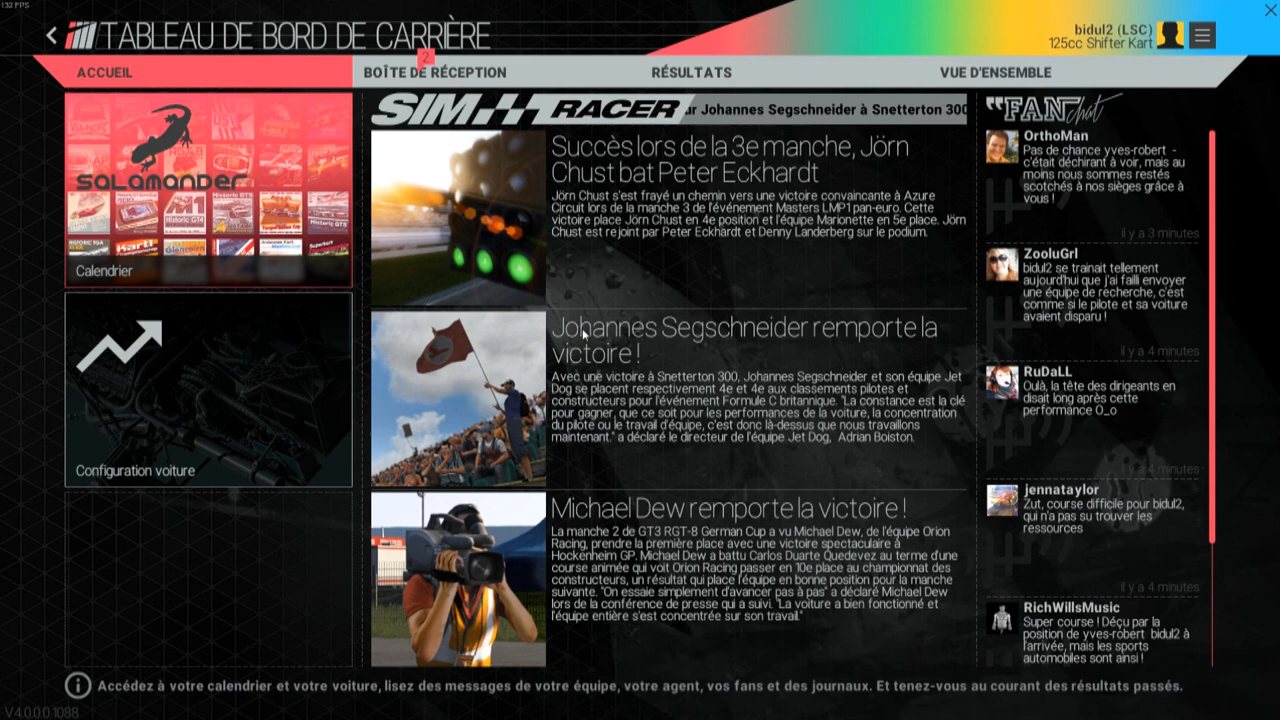 132 FPS
TABLEAU DE BORD DE CARRIÈRE
bidul2 (LSC)
125cc Shifter Kart
2
ACCUEIL
BOÎTE DE RÉCEPTION
RÉSULTATS
VUE D'ENSEMBLE
SALAMANDER
Calendrier
Configuration voiture
SIM RACER
ur Johannes Segschneider à Snetterton 300
Succès lors de la 3e manche, Jörn
Chust bat Peter Eckhardt
Jörn Chust s'est frayé un chemin vers une victoire convaincante à Azure
Circuit lors de la manche 3 de l'événement Masters LMP1 pan-euro. Cette
victoire place Jörn Chust en 4e position et l'équipe Marionette en 5e place. Jörn
Chust est rejoint par Peter Eckhardt et Denny Landerberg sur le podium.
Johannes Segschneider remporte la
victoire !
Avec une victoire à Snetterton 300, Johannes Segschneider et son équipe Jet
Dog se placent respectivement 4e et 4e aux classements pilotes et
constructeurs pour l'événement Formule C britannique. "La constance est la clé
pour gagner, que ce soit pour les performances de la voiture, la concentration
du pilote ou le travail d'équipe, c'est donc là-dessus que nous travaillons
maintenant." a déclaré le directeur de l'équipe Jet Dog, Adrian Boiston.
Michael Dew remporte la victoire !
La manche 2 de GT3 RGT-8 German Cup a vu Michael Dew, de l'équipe Orion
Racing, prendre la première place avec une victoire spectaculaire à
Hockenheim GP. Michael Dew a battu Carlos Duarte Quedevez au terme d'une
course animée qui voit Orion Racing passer en 10e place au championnat des
constructeurs, un résultat qui place l'équipe en bonne position pour la manche
suivante. "On essaie simplement d'avancer pas à pas" a déclaré Michael Dew
lors de la conférence de presse qui a suivi. "La voiture a bien fonctionné et
l'équipe entière s'est concentrée sur son travail."
"FAN chat
OrthoMan
Pas de chance yves-robert -
c'était déchirant à voir, mais au
moins nous sommes restés
scotchés à nos sièges grâce à
vous !
il y a 3 minutes
ZooluGrl
bidul2 se trainait tellement
aujourd'hui que j'ai failli envoyer
une équipe de recherche, c'est
comme si le pilote et sa voiture
avaient disparu !
il y a 4 minutes
RuDaLL
Oulà, la tête des dirigeants en
disait long après cette
performance O_o
il y a 4 minutes
jennataylor
Zut, course difficile pour bidul2,
qui n'a pas su trouver les
ressources
il y a 4 minutes
RichWillsMusic
Super course ! Déçu par la
position de yves-robert bidul2 à
l'arrivée, mais les sports
automobiles sont ainsi !
Accédez à votre calendrier et votre voiture, lisez des messages de votre équipe, votre agent, vos fans et des journaux. Et tenez-vous au courant des résultats passés.
V4.0.0.0.1088